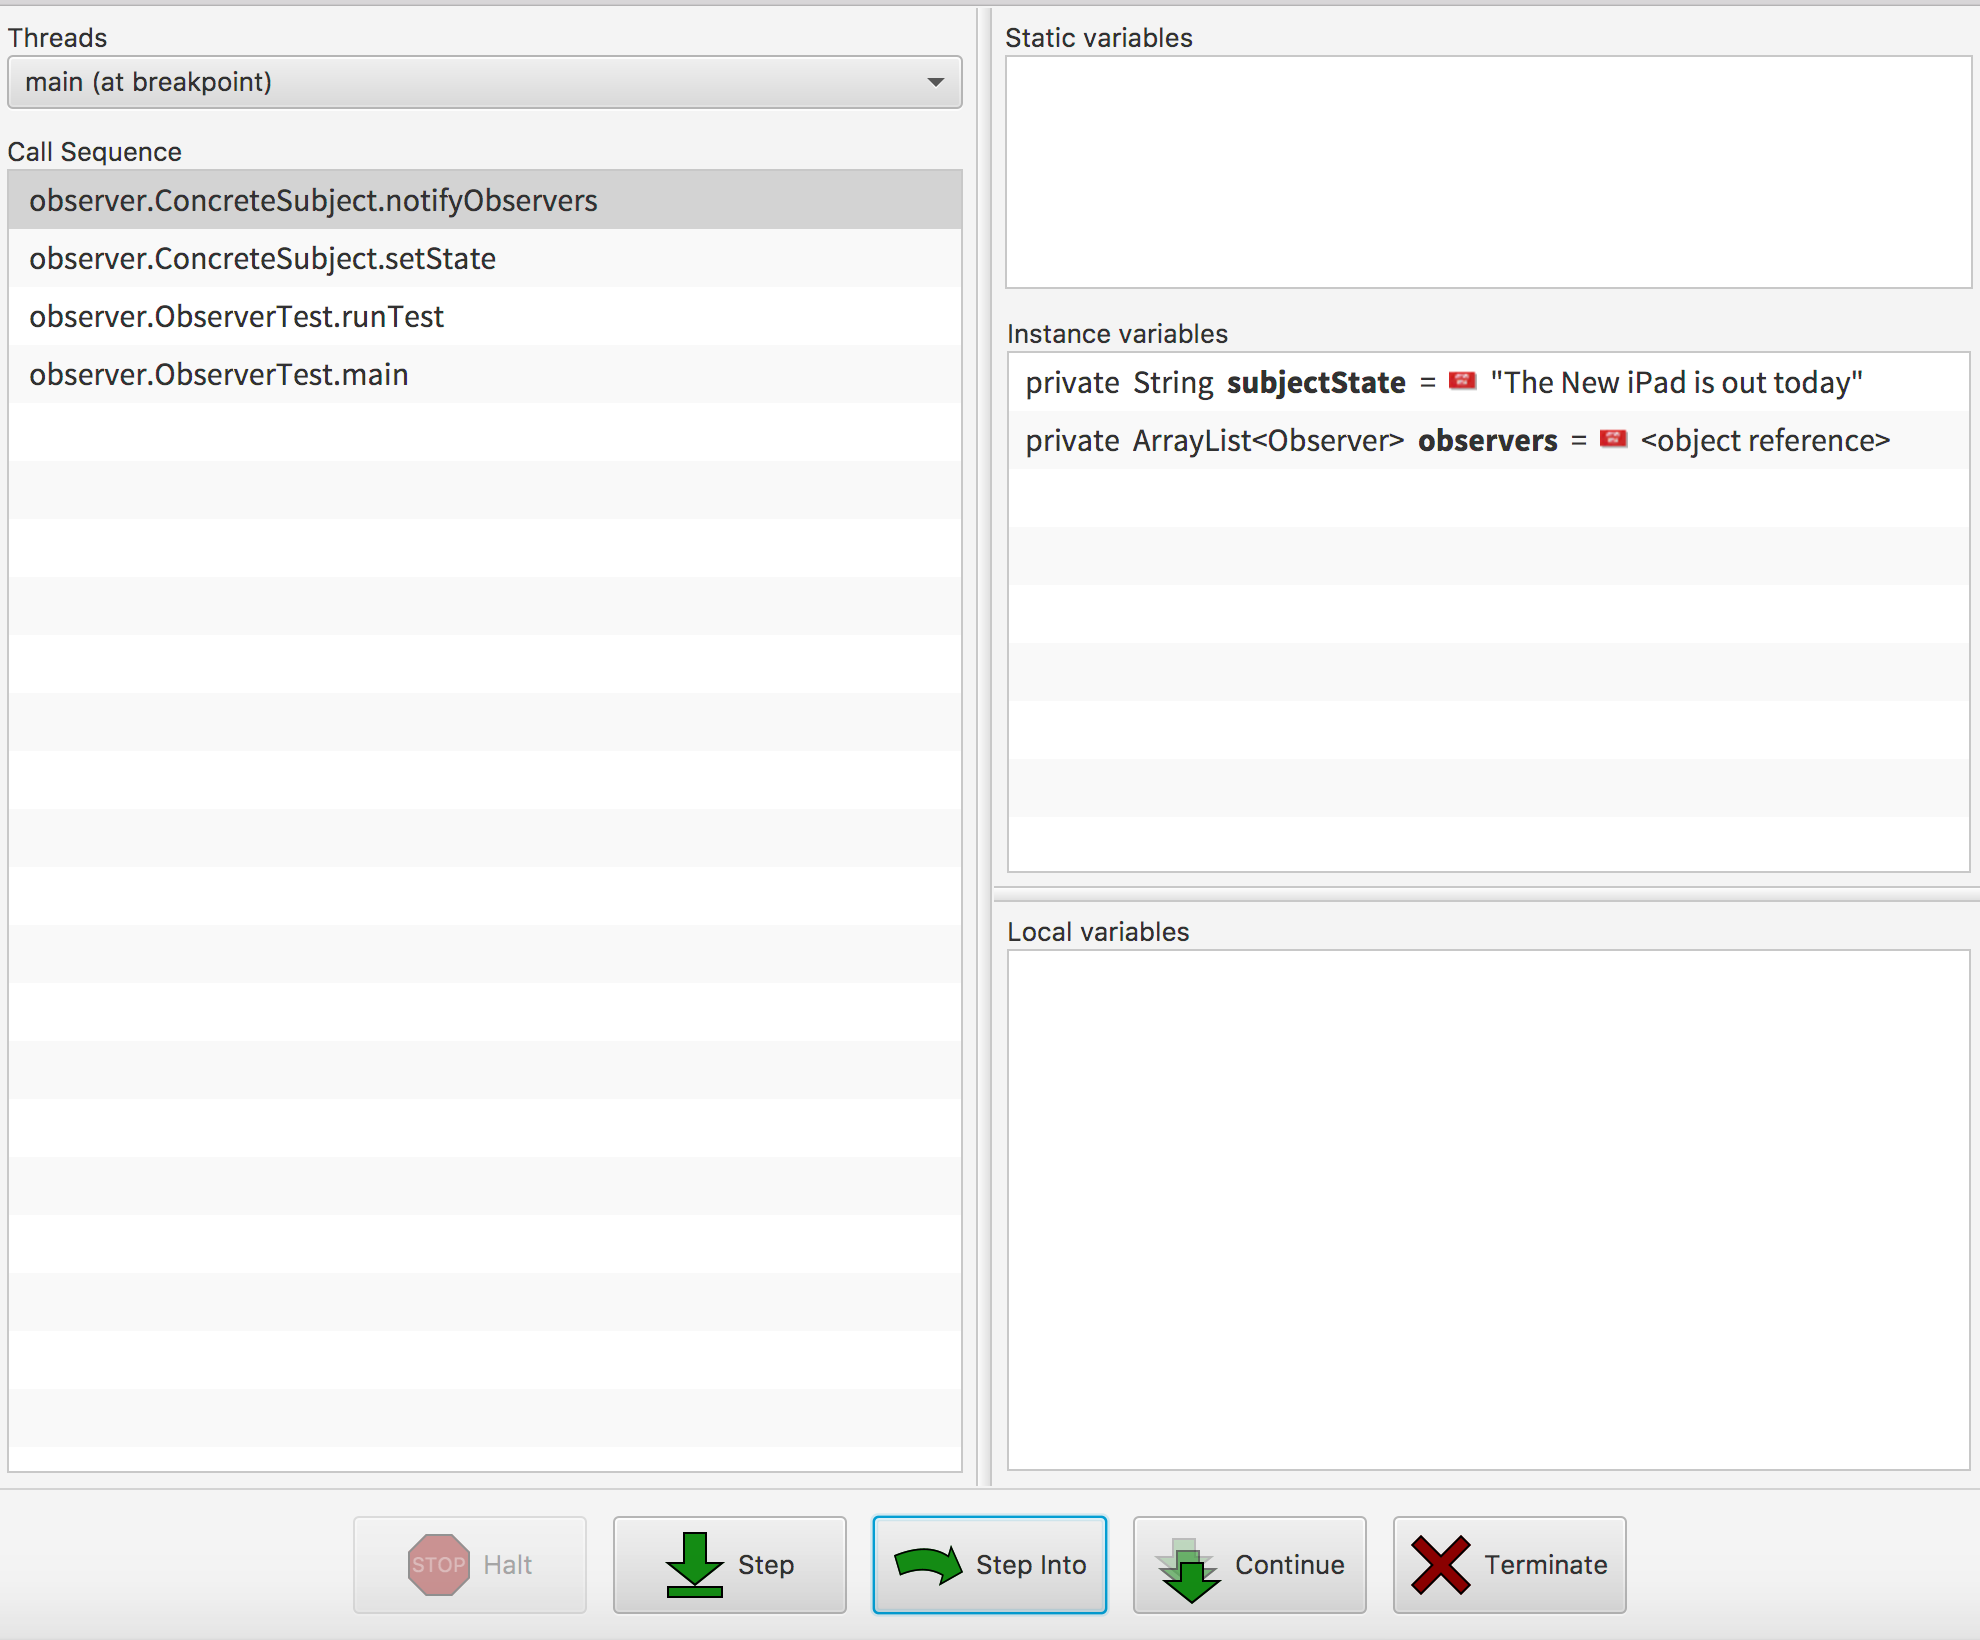 Threads
main (at breakpoint)
Call Sequence
observer.ConcreteSubject.notifyObservers
observer.ConcreteSubject.setState
observer.ObserverTest.runTest
observer.ObserverTest.main
Static variables
Instance variables
private String subjectState = "The New iPad is out today"
private ArrayList<Observer> observers = <object reference>
Local variables
STOP Halt
Step
Step Into
Continue
Terminate